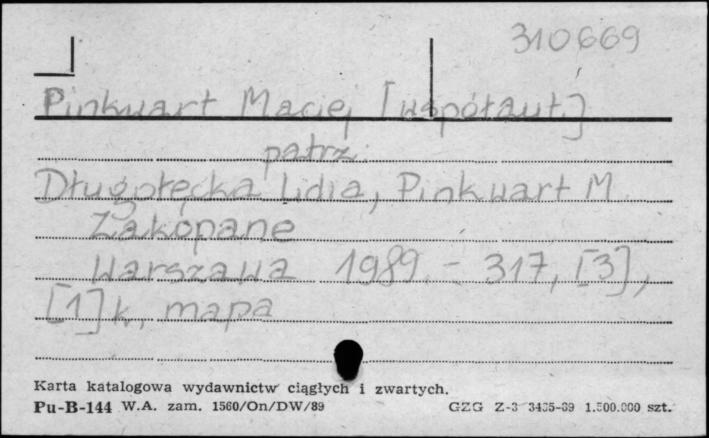 310669
Pinkwart Maciej [współaut.]
patrz:
Długołęcka Lidia, Pinkwart M.
Zakopane
Warszawa 1989. - 317, [3],
[1] k., mapa
Karta katalogowa wydawnictw ciągłych i zwartych.
Pu-B-144 W.A. zam. 1560/On/DW/89 GZG Z-3 3435-89 1.500.000 szt.